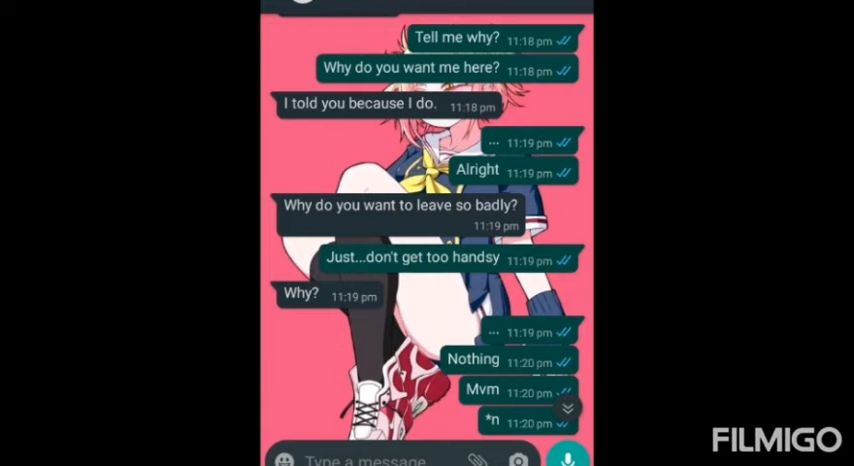 Tell me why? 11:18 pm
Why do you want me here? 11:18 pm
I told you because I do. 11:18 pm
... 11:19 pm
Alright 11:19 pm
Why do you want to leave so badly?
11:19 pm
Just...don't get too handsy 11:19 pm
Why? 11:19 pm
... 11:19 pm
Nothing 11:20 pm
Mvm 11:20 pm
*n 11:20 pm
Type a message
FILMIGO